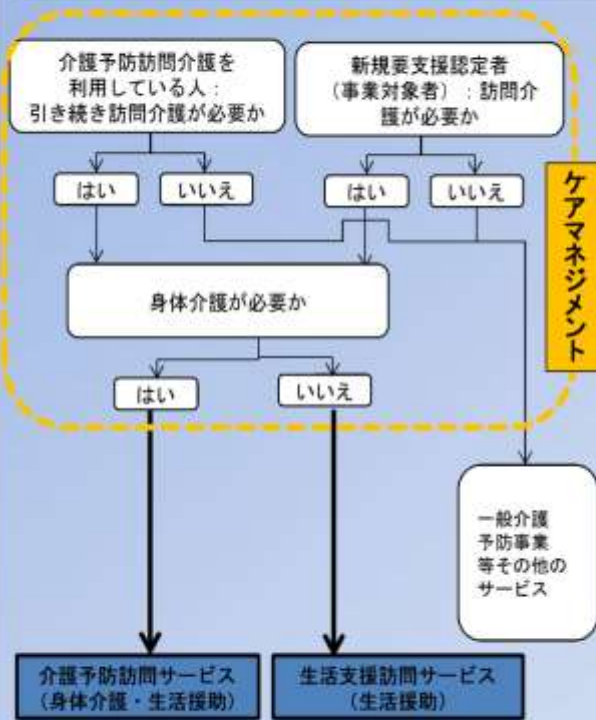 介護予防訪問介護を
利用している人：
引き続き訪問介護が必要か
新規要支援認定者
（事業対象者）：訪問介
護が必要か
はい
いいえ
はい
いいえ
ケアマネジメント
身体介護が必要か
はい
いいえ
一般介護
予防事業
等その他の
サービス
介護予防訪問サービス
（身体介護・生活援助）
生活支援訪問サービス
（生活援助）